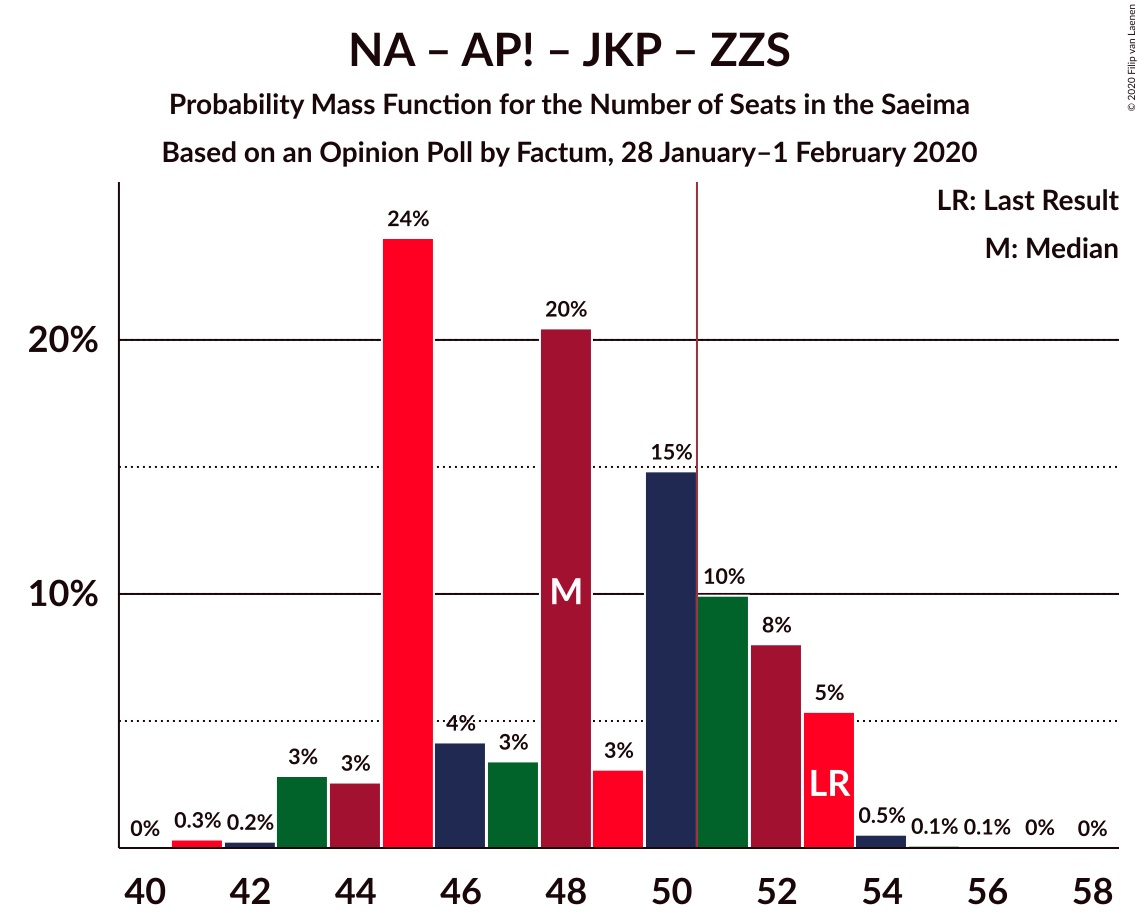 NA – AP! – JKP – ZZS
Probability Mass Function for the Number of Seats in the Saeima
Based on an Opinion Poll by Factum, 28 January–1 February 2020
© 2020 Filip van Laenen
LR: Last Result
M: Median
20%
10%
0%
0.3%
0.2%
3%
3%
24%
4%
3%
20%
3%
15%
10%
8%
5%
0.5%
0.1%
0.1%
0%
0%
M
LR
40 42 44 46 48 50 52 54 56 58